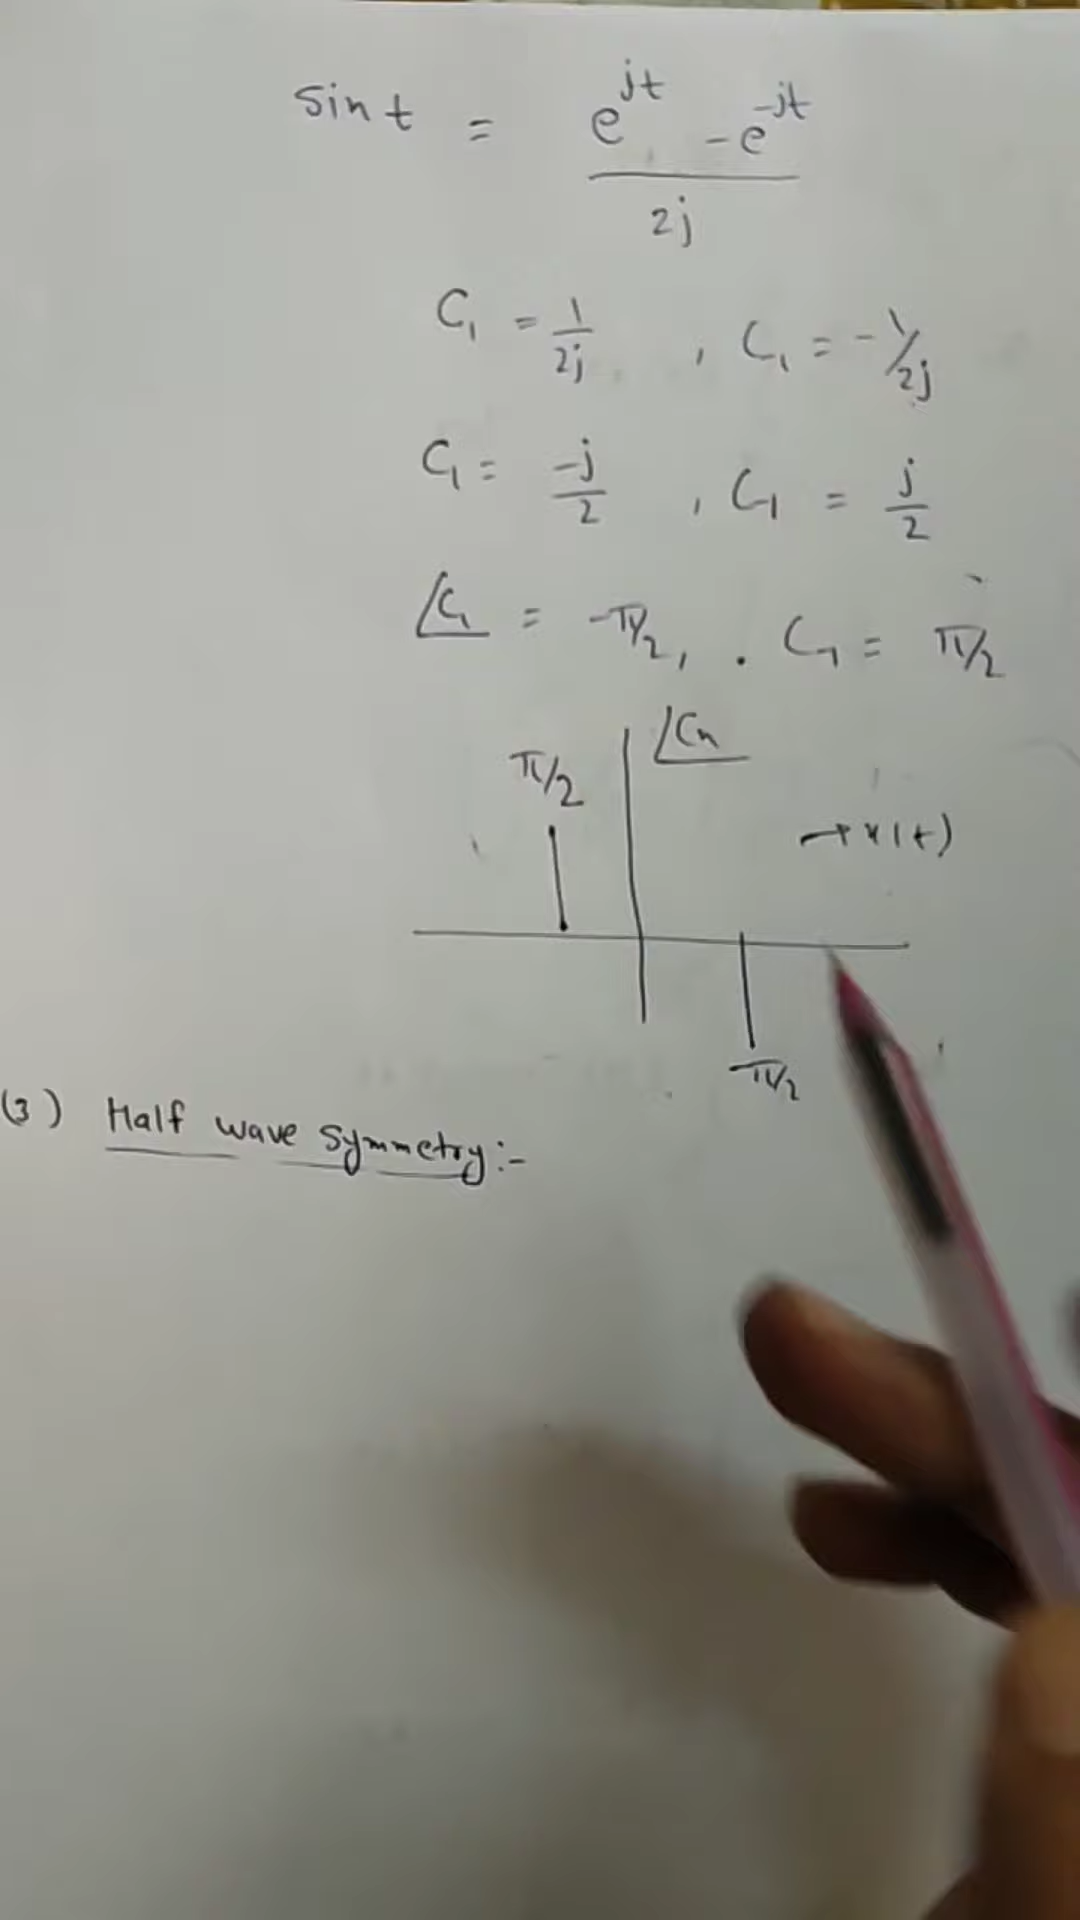 sin t = (e^jt - e^-jt) / 2j
C₁ = 1/2j , C₁ = -1/2j
C₁ = -j/2 , C₁ = j/2
∠C₁ = -π/2, . C₁ = π/2
∠Cn
π/2
→ x(t)
-π/2
(3) Half wave symmetry:-